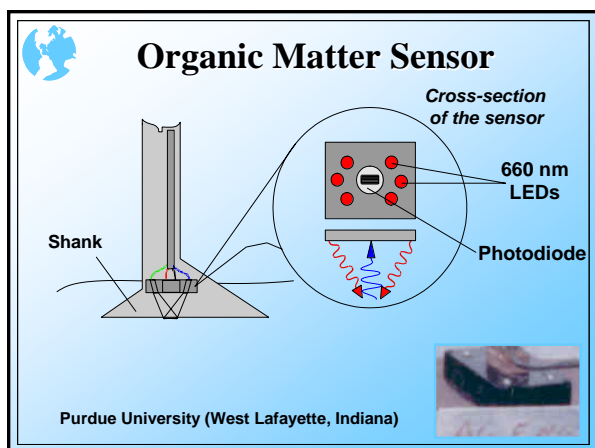 Organic Matter Sensor
Cross-section
of the sensor
660 nm
LEDs
Shank
Photodiode
Purdue University (West Lafayette, Indiana)